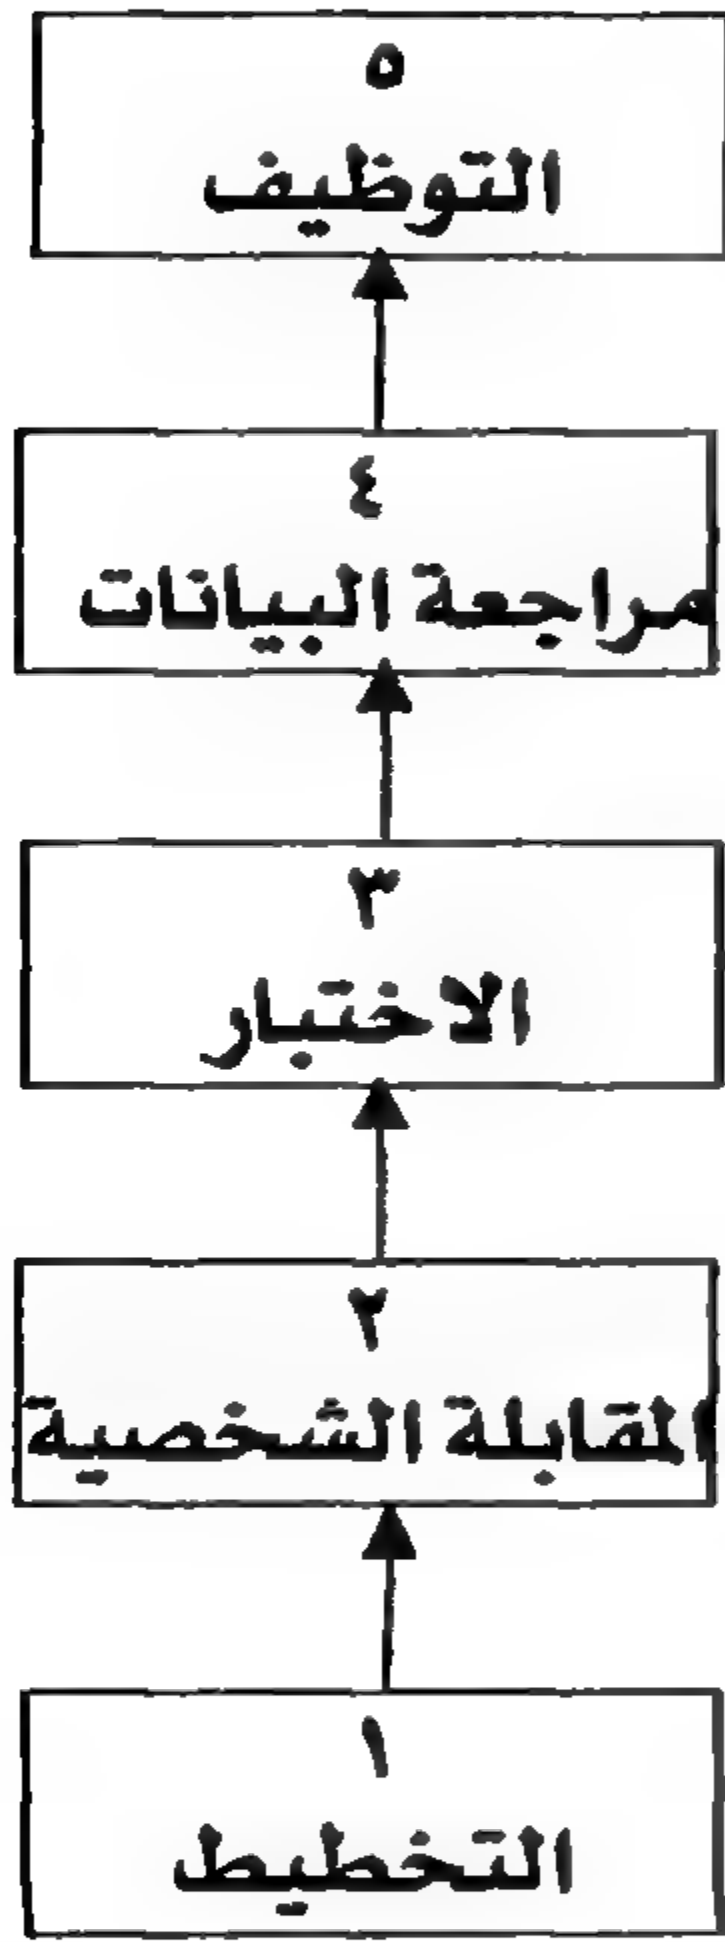 ٥
التوظيف
٤
مراجعة البيانات
٣
الاختبار
٢
المقابلة الشخصية
١
التخطيط